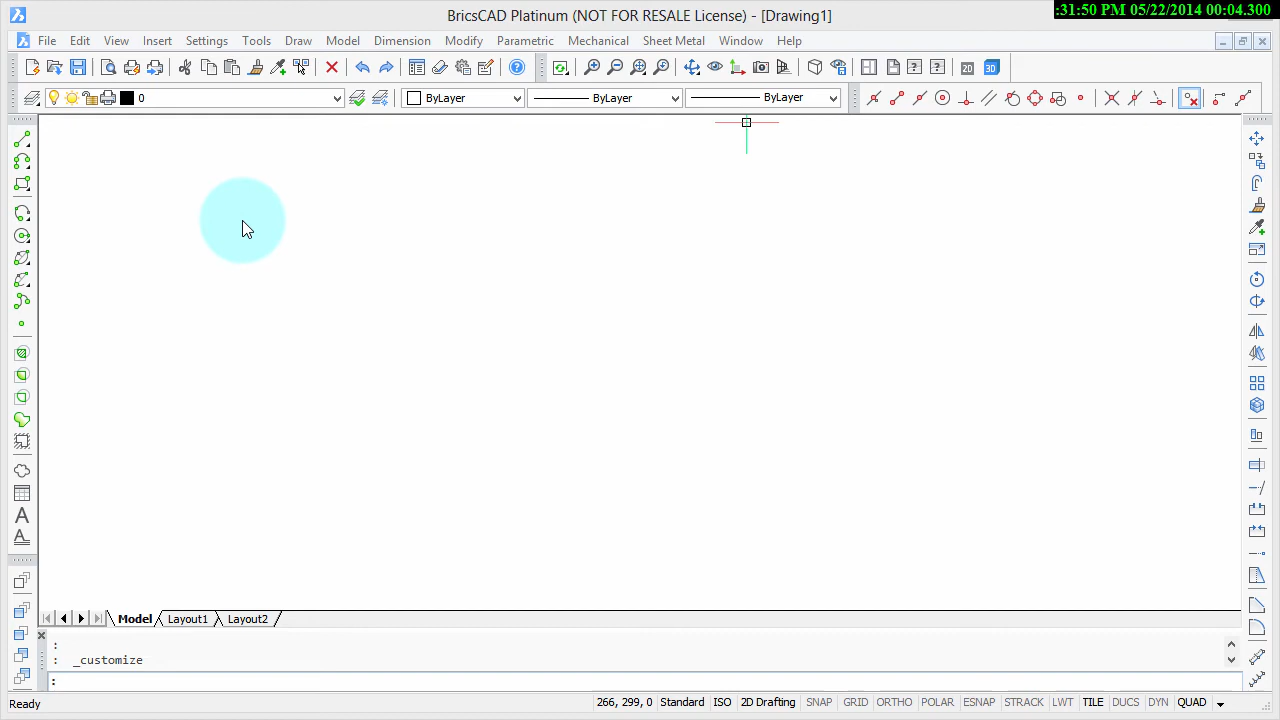 BricsCAD Platinum (NOT FOR RESALE License) - [Drawing1]
:31:50 PM 05/22/2014 00:04.300
File Edit View Insert Settings Tools Draw Model Dimension Modify Parametric Mechanical Sheet Metal Window Help
2D 3D
0 ByLayer ByLayer ByLayer
A
A
Model Layout1 Layout2
:
: _customize
:
Ready 266, 299, 0 Standard ISO 2D Drafting SNAP GRID ORTHO POLAR ESNAP STRACK LWT TILE DUCS DYN QUAD